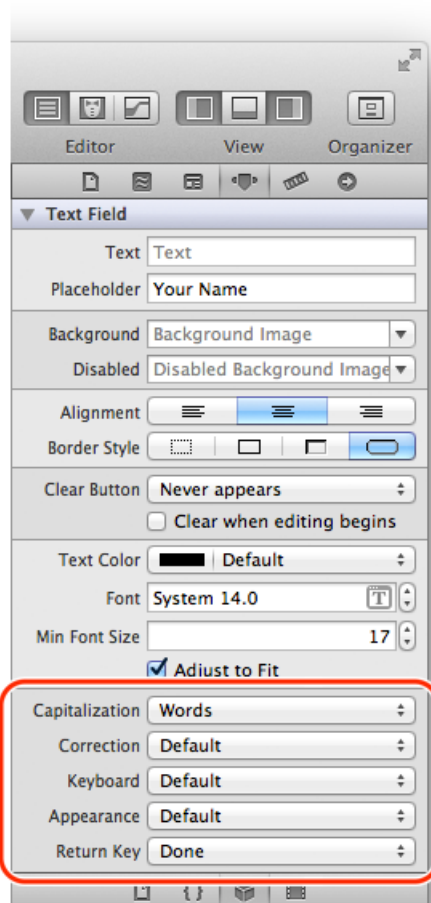 Editor View Organizer
Text Field
Text Text
Placeholder Your Name
Background Background Image
Disabled Disabled Background Image
Alignment
Border Style
Clear Button Never appears
Clear when editing begins
Text Color Default
Font System 14.0 T
Min Font Size 17
Adjust to Fit
Capitalization Words
Correction Default
Keyboard Default
Appearance Default
Return Key Done
{ }